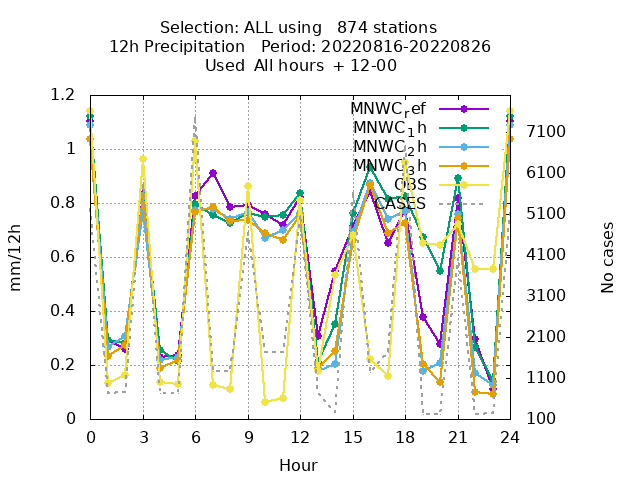 Selection: ALL using   874 stations
12h Precipitation   Period: 20220816-20220826
Used  All hours  + 12-00
1.2
1
0.8
0.6
0.4
0.2
0
mm/12h
MNWC_ref
MNWC_1h
MNWC_2h
MNWC_3h
OBS
CASES
7100
6100
5100
4100
3100
2100
1100
100
No cases
0 3 6 9 12 15 18 21 24
Hour